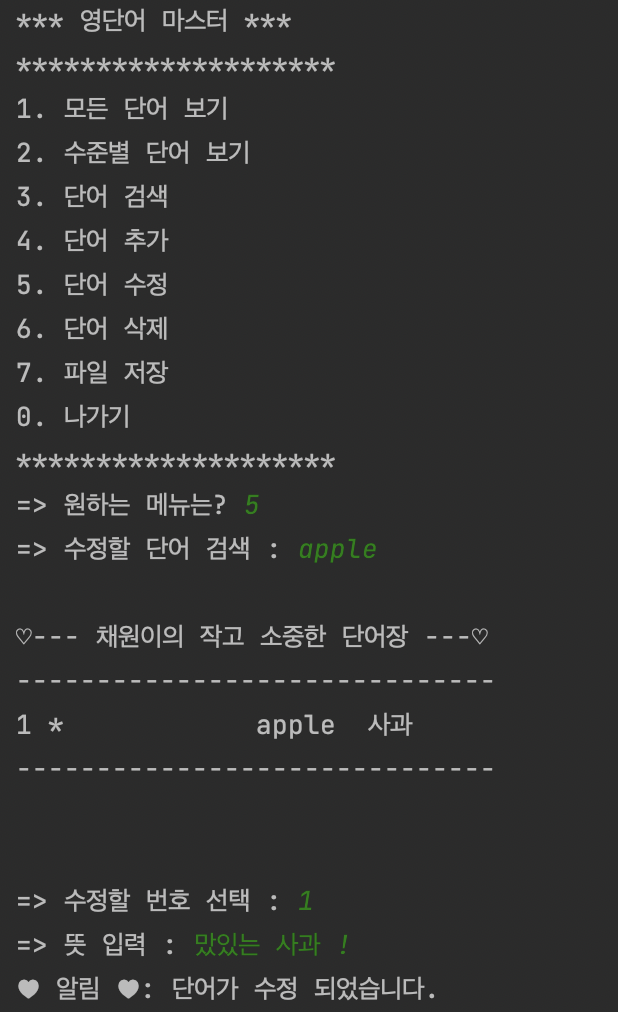 *** 영단어 마스터 ***
********************
1. 모든 단어 보기
2. 수준별 단어 보기
3. 단어 검색
4. 단어 추가
5. 단어 수정
6. 단어 삭제
7. 파일 저장
0. 나가기
********************
=> 원하는 메뉴는? 5
=> 수정할 단어 검색 : apple
♡--- 채원이의 작고 소중한 단어장 ---♡
------------------------------
1 *            apple  사과
------------------------------
=> 수정할 번호 선택 : 1
=> 뜻 입력 : 맜있는 사과 !
♥ 알림 ♥: 단어가 수정 되었습니다.